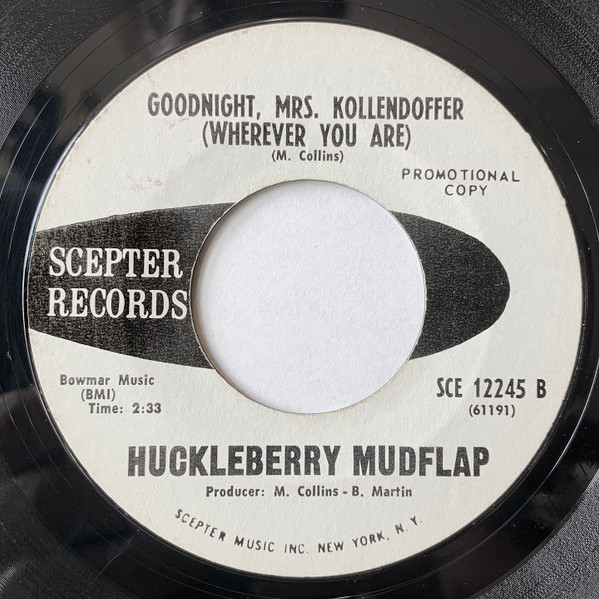 GOODNIGHT, MRS. KOLLENDOFFER
(WHEREVER YOU ARE)
(M. Collins)
PROMOTIONAL
COPY
SCEPTER
RECORDS
Bowmar Music
(BMI)
Time: 2:33
SCE 12245 B
(61191)
HUCKLEBERRY MUDFLAP
Producer: M. Collins - B. Martin
SCEPTER MUSIC INC. NEW YORK, N.Y.